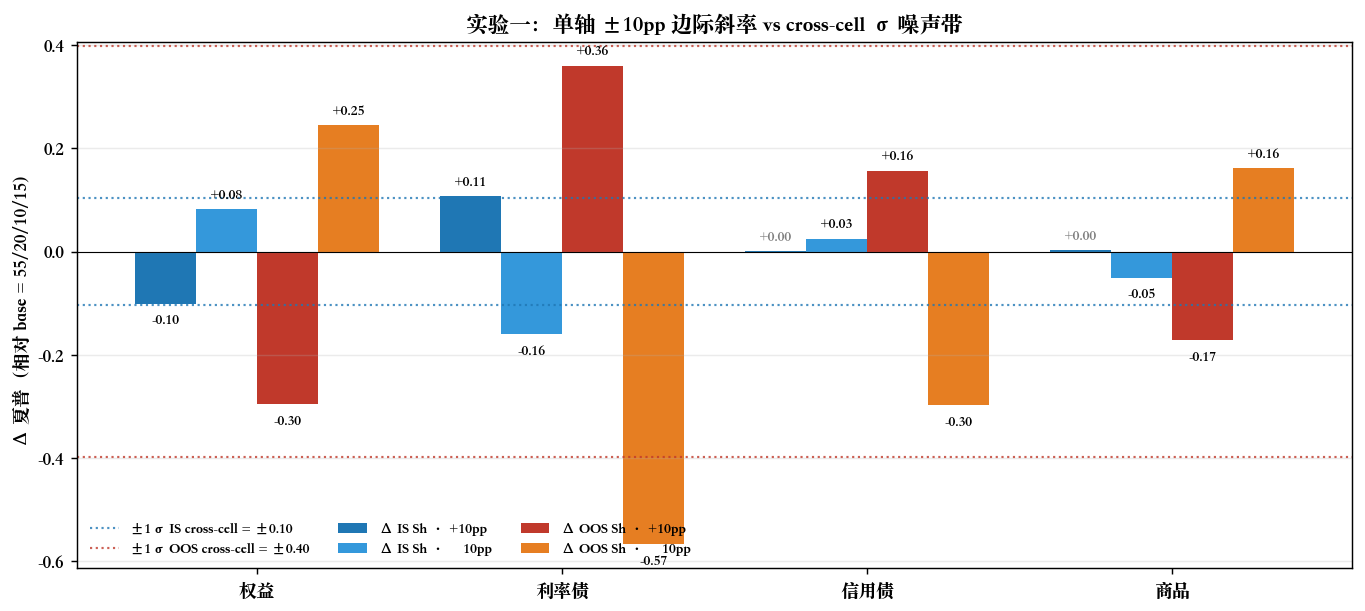 实验一：单轴 ±10pp 边际斜率 vs cross-cell σ 噪声带
Δ 夏普（相对 base = 55/20/10/15）
0.4
0.2
0.0
-0.2
-0.4
-0.6
-0.10
+0.08
-0.30
+0.25
+0.11
-0.16
+0.36
-0.57
+0.00
+0.03
+0.16
-0.30
+0.00
-0.05
-0.17
+0.16
±1σ IS cross-cell = ±0.10
±1σ OOS cross-cell = ±0.40
Δ IS Sh · +10pp
Δ IS Sh · 10pp
Δ OOS Sh · +10pp
Δ OOS Sh · 10pp
权益
利率债
信用债
商品